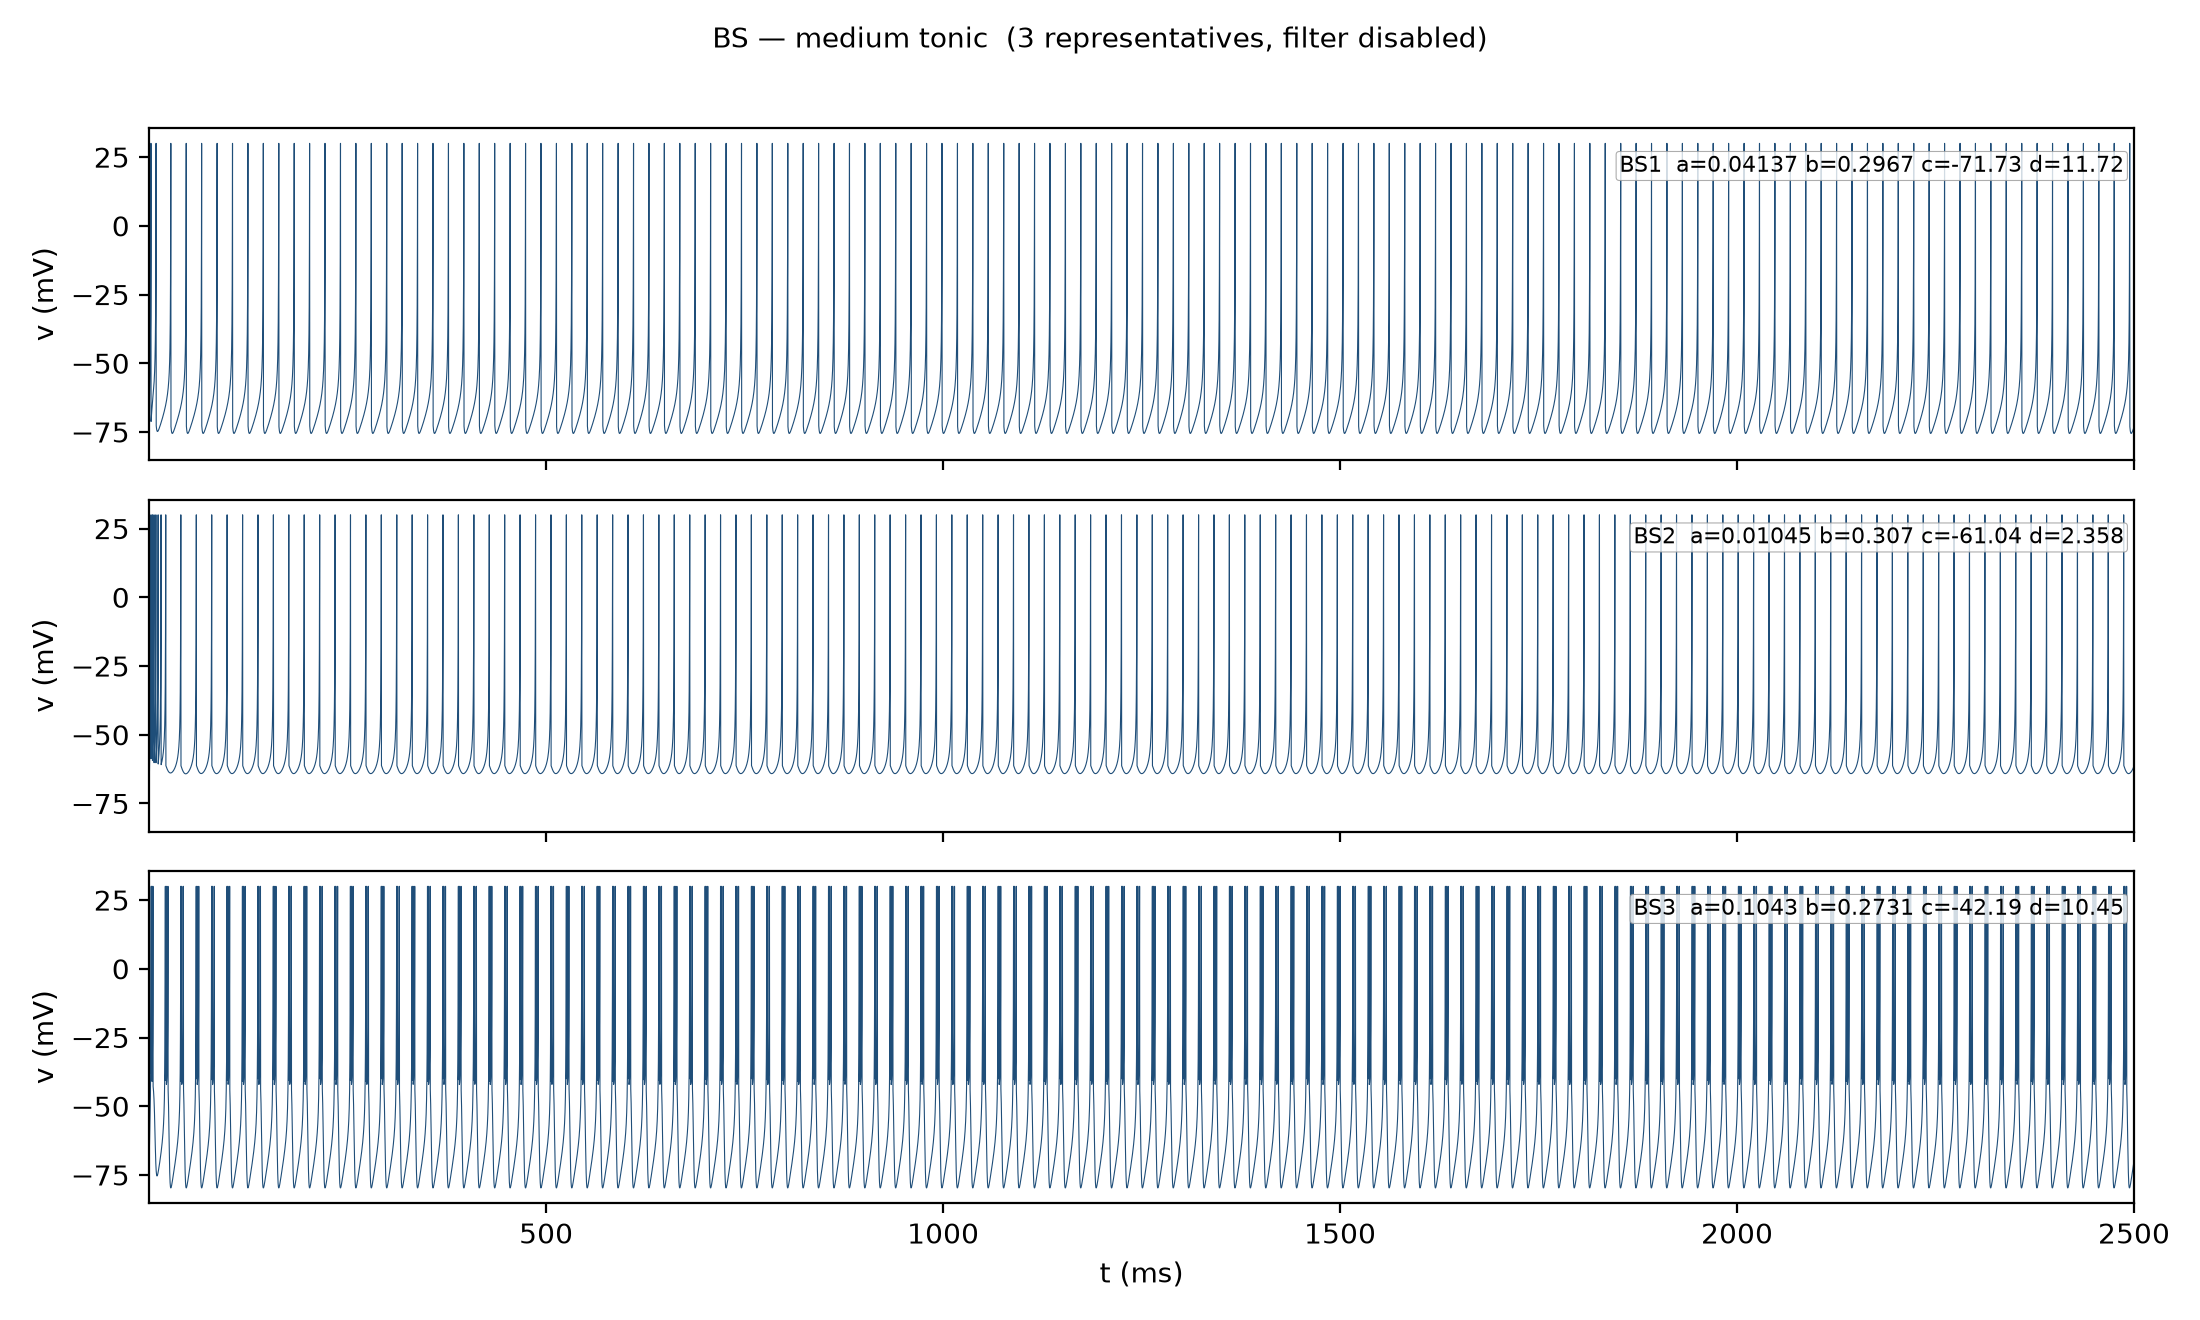 BS — medium tonic  (3 representatives, filter disabled)
25
0
−25
−50
−75
v (mV)
BS1  a=0.04137 b=0.2967 c=-71.73 d=11.72
25
0
−25
−50
−75
v (mV)
BS2  a=0.01045 b=0.307 c=-61.04 d=2.358
25
0
−25
−50
−75
v (mV)
BS3  a=0.1043 b=0.2731 c=-42.19 d=10.45
500 1000 1500 2000 2500
t (ms)